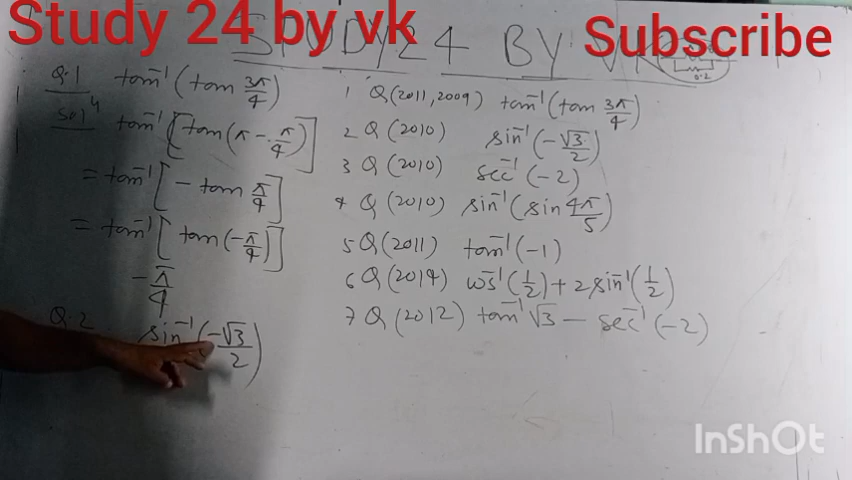 Study 24 by vk
Subscribe
STUDY 24 BY VK
Q.1 tan⁻¹(tan 3π/4)
Solⁿ tan⁻¹[tan(π - π/4)]
= tan⁻¹[- tan π/4]
= tan⁻¹[tan(-π/4)]
- π/4
Q.2 sin⁻¹(-√3/2)
1 Q(2011,2009) tan⁻¹(tan 3π/4)
2 Q(2010) sin⁻¹(-√3/2)
3 Q(2010) sec⁻¹(-2)
4 Q(2010) sin⁻¹(sin 4π/5)
5 Q(2011) tan⁻¹(-1)
6 Q(2014) cos⁻¹(1/2) + 2 sin⁻¹(1/2)
7 Q(2012) tan⁻¹ √3 - sec⁻¹(-2)
InShOt